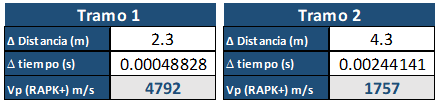 Tramo 1
Δ Distancia (m) 2.3
Δ tiempo (s) 0.00048828
Vp (RAPK+) m/s 4792
Tramo 2
Δ Distancia (m) 4.3
Δ tiempo (s) 0.00244141
Vp (RAPK+) m/s 1757